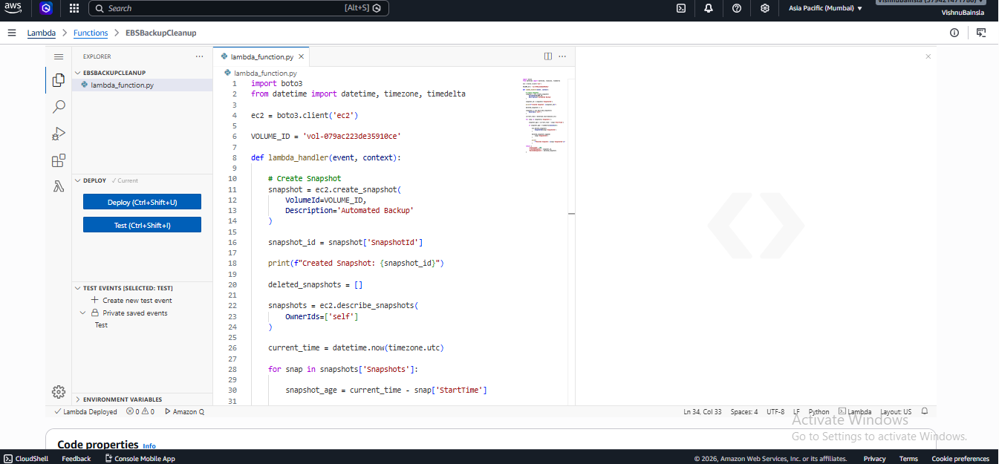 aws
Search
[Alt+S]
Asia Pacific (Mumbai)
VishnuBainsla
Lambda > Functions > EBSBackupCleanup
EXPLORER
EBSBACKUPCLEANUP
lambda_function.py
DEPLOY ✓ Current
Deploy (Ctrl+Shift+U)
Test (Ctrl+Shift+I)
TEST EVENTS [SELECTED: TEST]
Create new test event
Private saved events
Test
ENVIRONMENT VARIABLES
lambda_function.py
lambda_function.py
1 import boto3
2 from datetime import datetime, timezone, timedelta
3
4 ec2 = boto3.client('ec2')
5
6 VOLUME_ID = 'vol-079ac223de35910ce'
7
8 def lambda_handler(event, context):
9
10 # Create Snapshot
11 snapshot = ec2.create_snapshot(
12 VolumeId=VOLUME_ID,
13 Description='Automated Backup'
14 )
15
16 snapshot_id = snapshot['SnapshotId']
17
18 print(f"Created Snapshot: {snapshot_id}")
19
20 deleted_snapshots = []
21
22 snapshots = ec2.describe_snapshots(
23 OwnerIds=['self']
24 )
25
26 current_time = datetime.now(timezone.utc)
27
28 for snap in snapshots['Snapshots']:
29
30 snapshot_age = current_time - snap['StartTime']
31
Lambda Deployed 0 0 Amazon Q
Ln 34, Col 33 Spaces: 4 UTF-8 LF Python Lambda Layout: US
Activate Windows
Go to Settings to activate Windows.
Code properties Info
CloudShell Feedback Console Mobile App
© 2026, Amazon Web Services, Inc. or its affiliates. Privacy Terms Cookie preferences